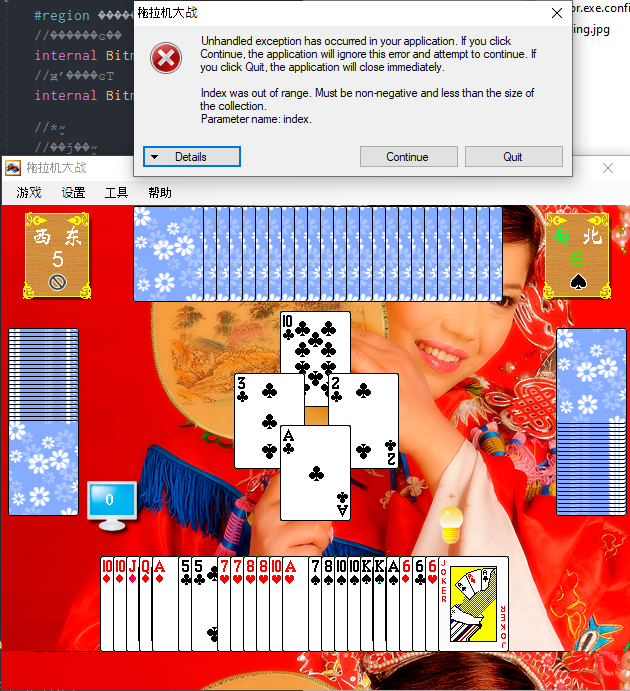 #region
or.exe.confi
ing.jpg
internal Bitm
internal Bitm
拖拉机大战
Unhandled exception has occurred in your application. If you click
Continue, the application will ignore this error and attempt to continue. If
you click Quit, the application will close immediately.
Index was out of range. Must be non-negative and less than the size of
the collection.
Parameter name: index.
Details
Continue
Quit
拖拉机大战
游戏 设置 工具 帮助
西 东
5
南 北
6
10
3
2
2
A
A
0
10 10 J Q A 5 5 7 7 8 8 10 A 7 8 10 10 K K A 6 6 6 JOKER
JOKER